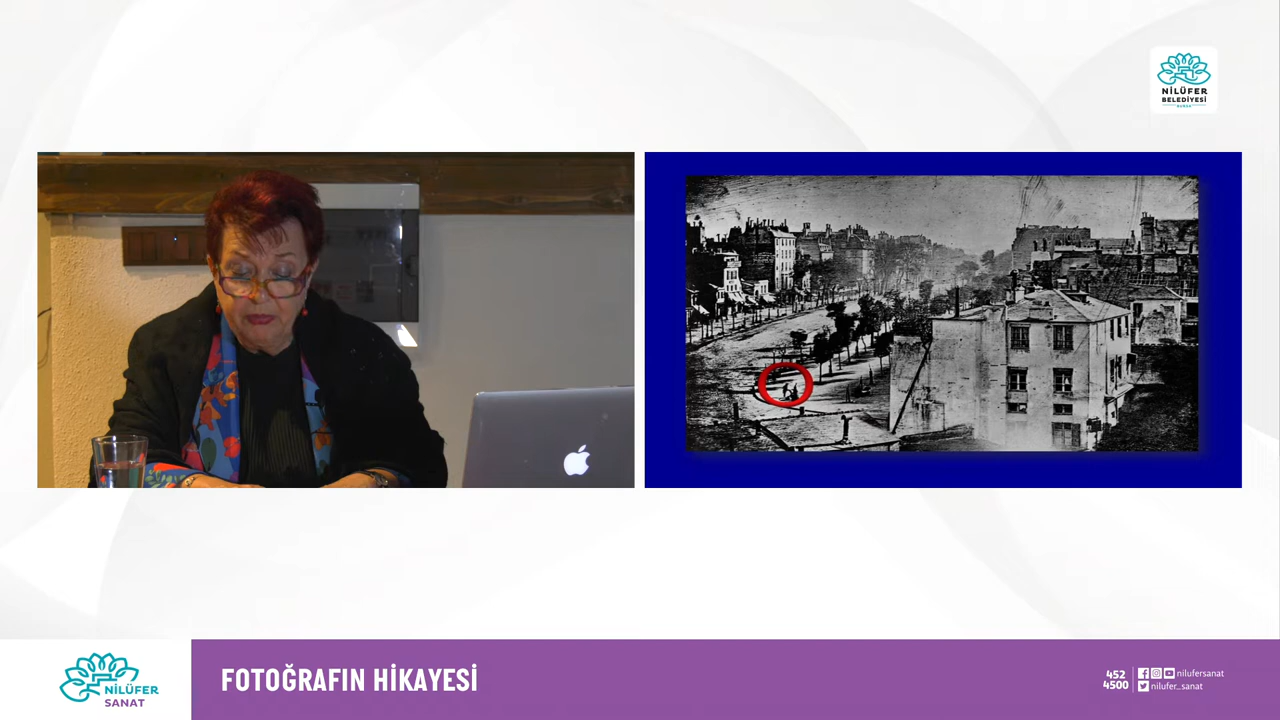 NİLÜFER
BELEDİYESİ
BURSA
FOTOĞRAFIN HİKAYESİ
NİLÜFER
SANAT
452
4500
nilufersanat
nilufer_sanat